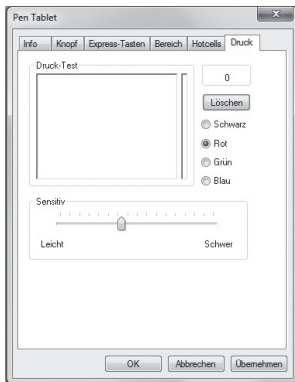 Pen Tablet
Info Knopf Express-Tasten Bereich Hotcells Druck
Druck-Test
0
Löschen
Schwarz
Rot
Grün
Blau
Sensitiv
Leicht Schwer
OK Abbrechen Übernehmen